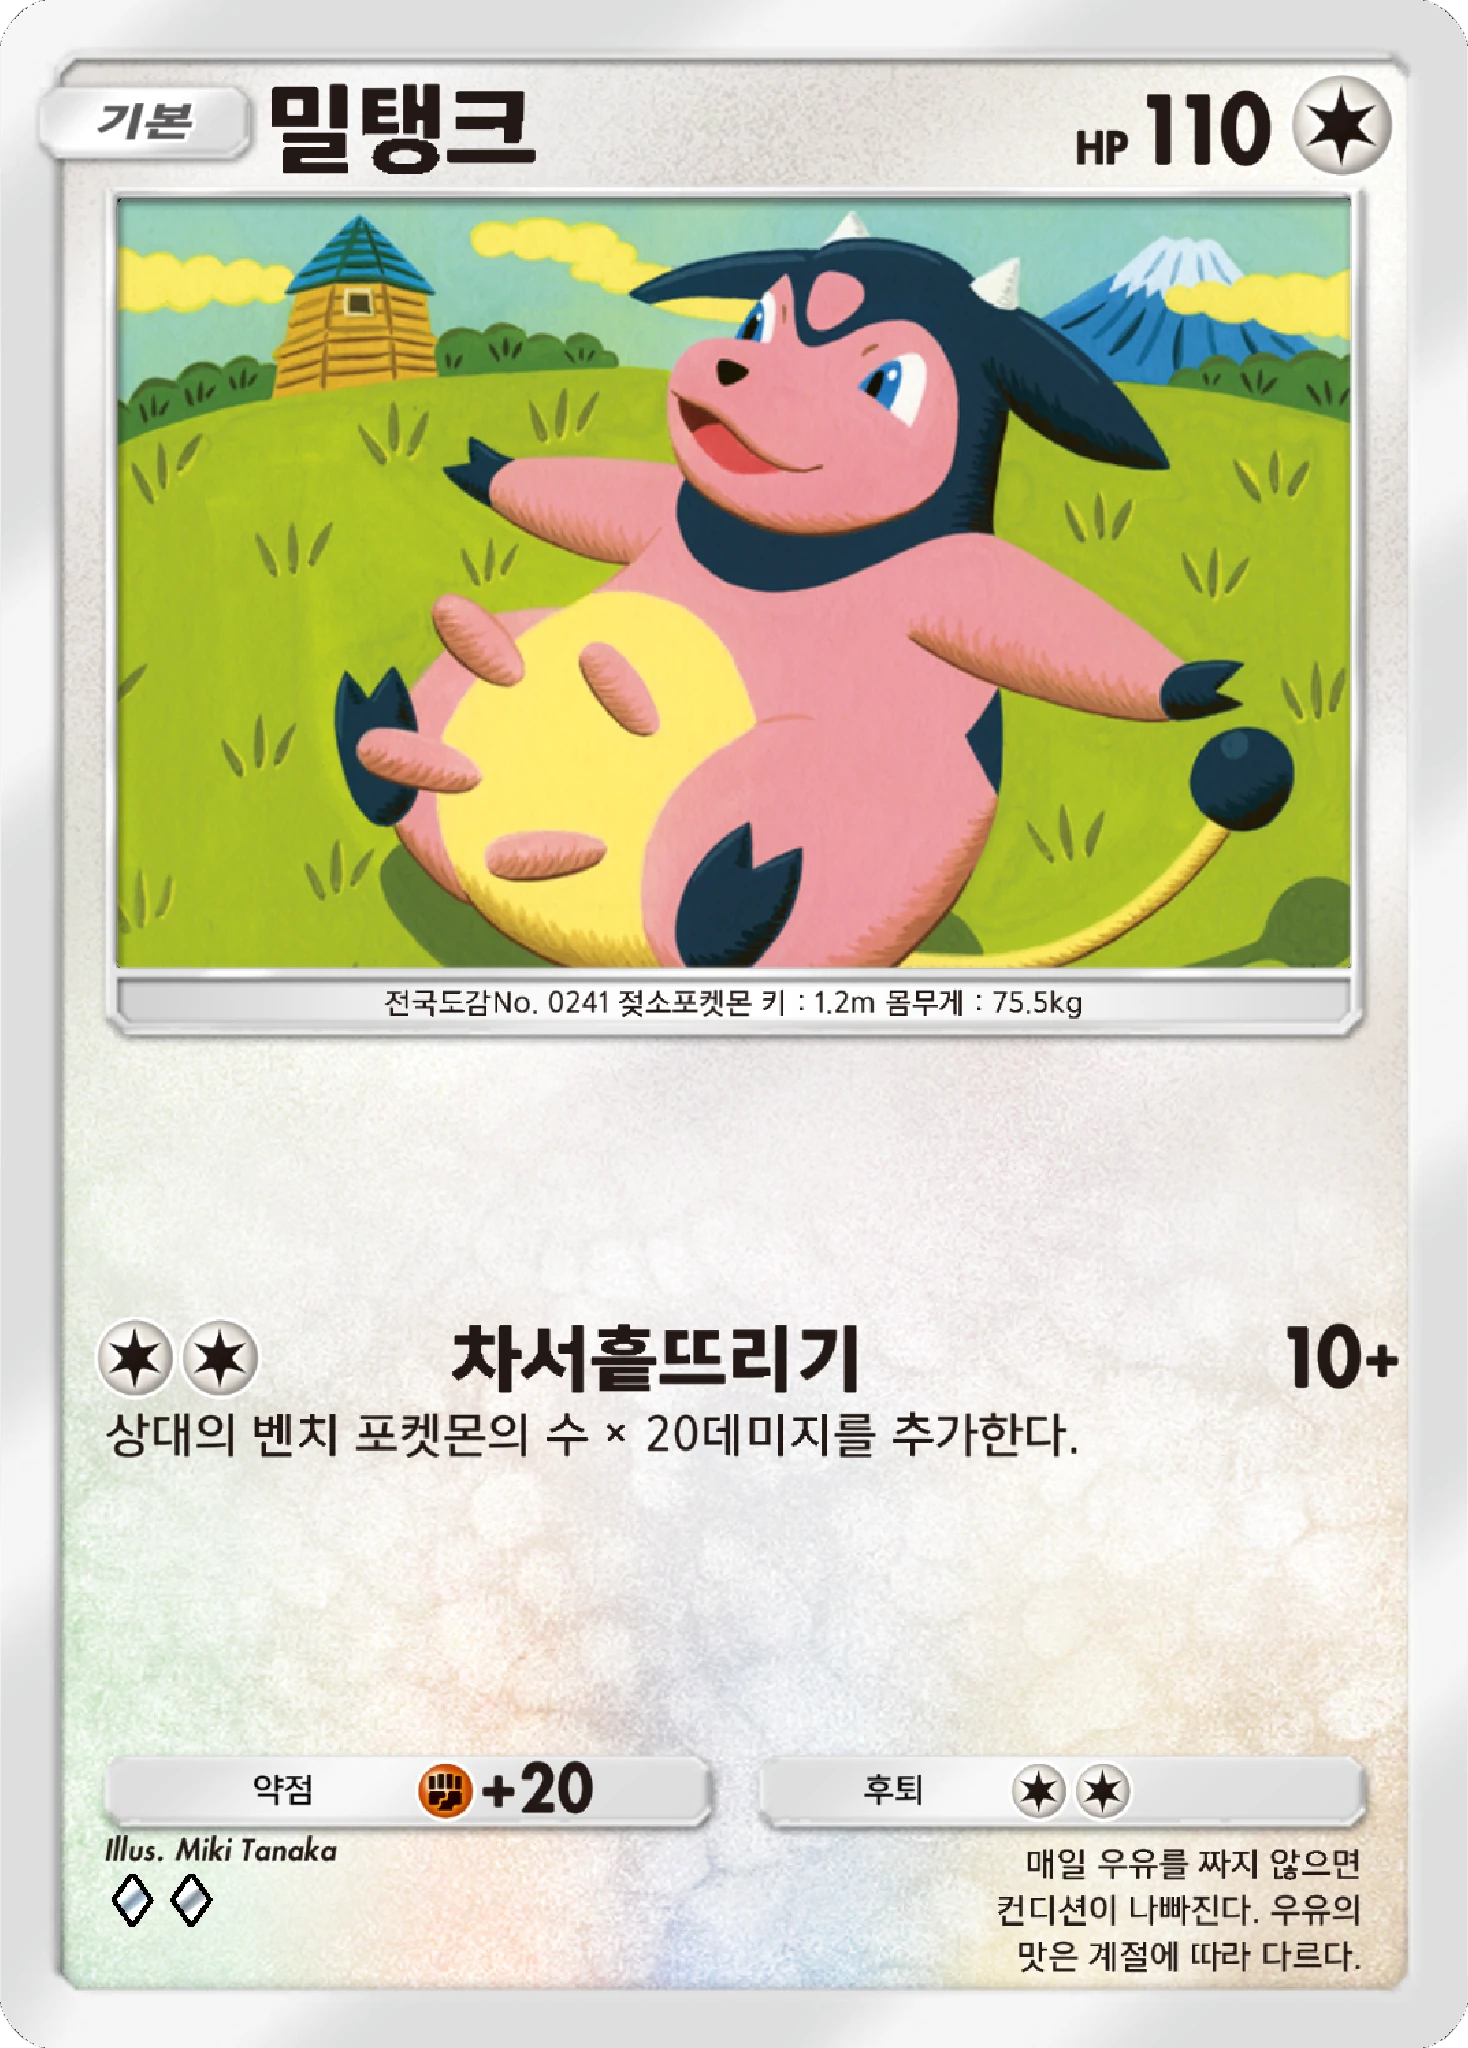 기본
밀탱크
HP 110
전국도감No. 0241 젖소포켓몬 키 : 1.2m 몸무게 : 75.5kg
차서흩뜨리기 10+
상대의 벤치 포켓몬의 수 × 20데미지를 추가한다.
약점 +20 후퇴
Illus. Miki Tanaka
매일 우유를 짜지 않으면
컨디션이 나빠진다. 우유의
맛은 계절에 따라 다르다.